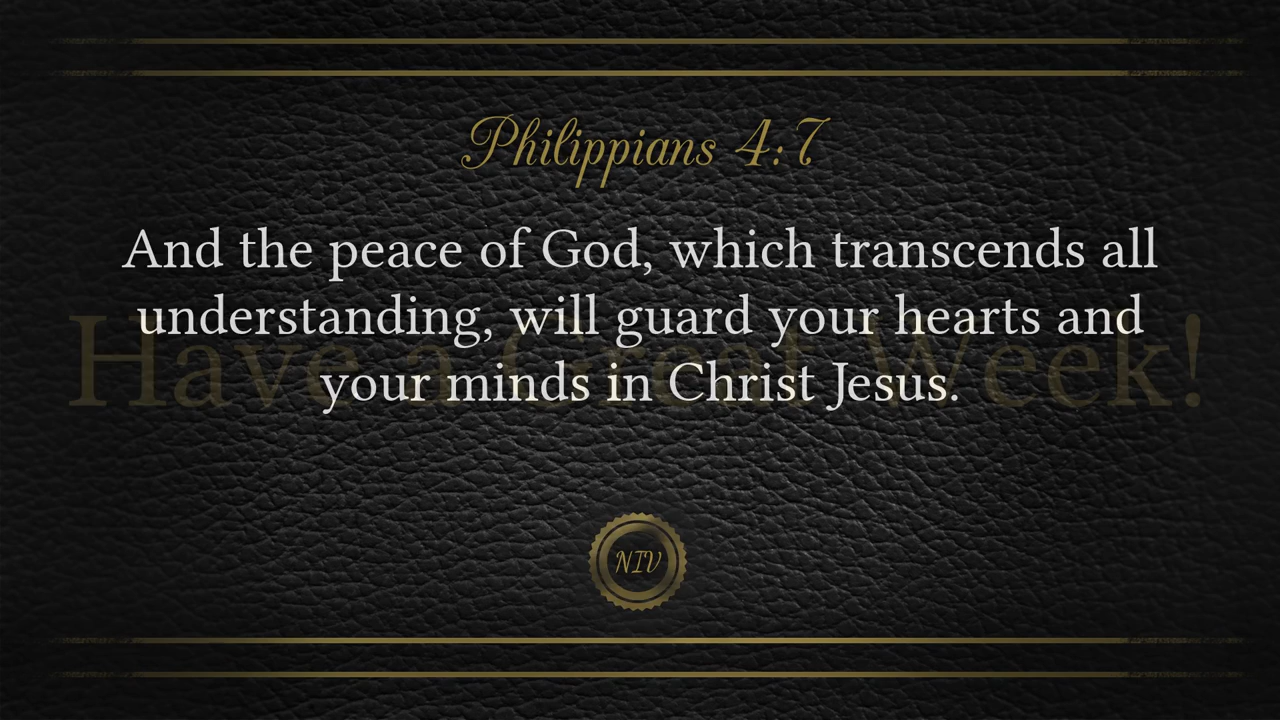 Philippians 4:7
And the peace of God, which transcends all
understanding, will guard your hearts and
Have a Great Week!
your minds in Christ Jesus.
NIV